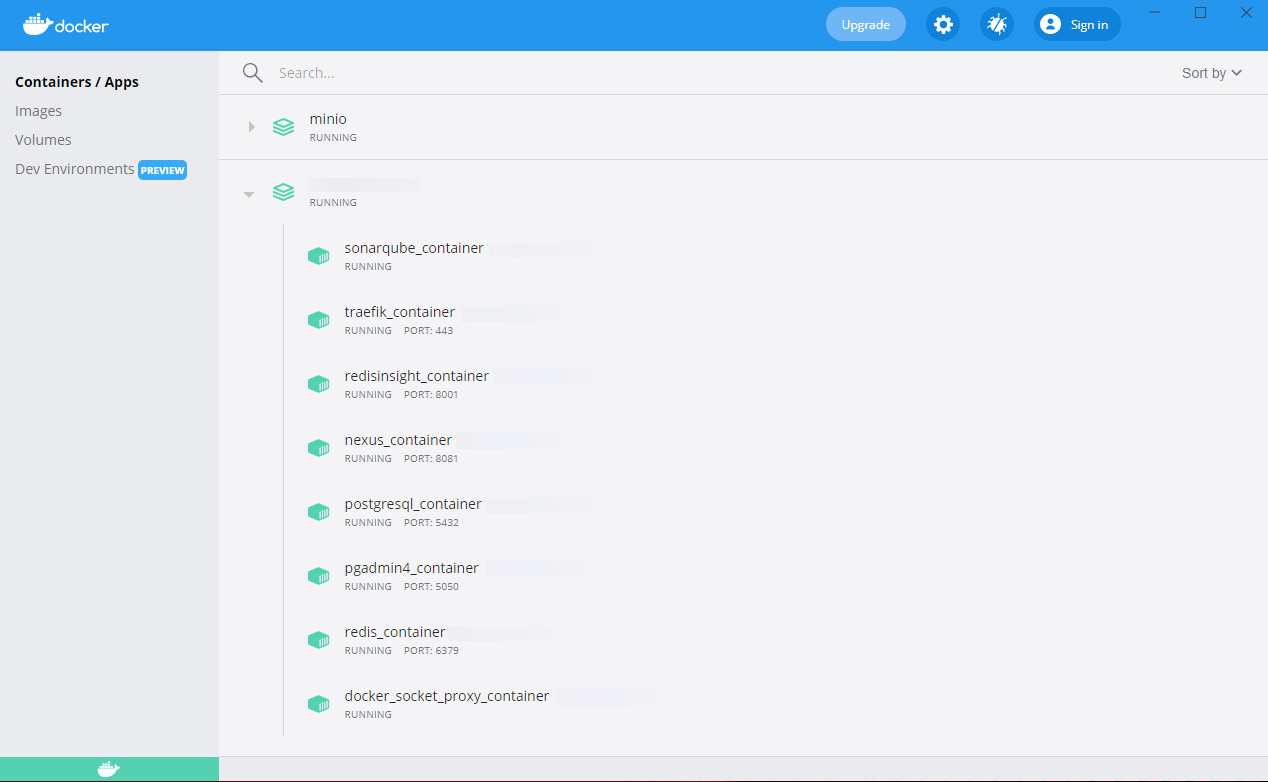 docker
Upgrade
Sign in
Containers / Apps
Images
Volumes
Dev Environments PREVIEW
Search...
Sort by
minio
RUNNING
RUNNING
sonarqube_container
RUNNING
traefik_container
RUNNING PORT: 443
redisinsight_container
RUNNING PORT: 8001
nexus_container
RUNNING PORT: 8081
postgresql_container
RUNNING PORT: 5432
pgadmin4_container
RUNNING PORT: 5050
redis_container
RUNNING PORT: 6379
docker_socket_proxy_container
RUNNING